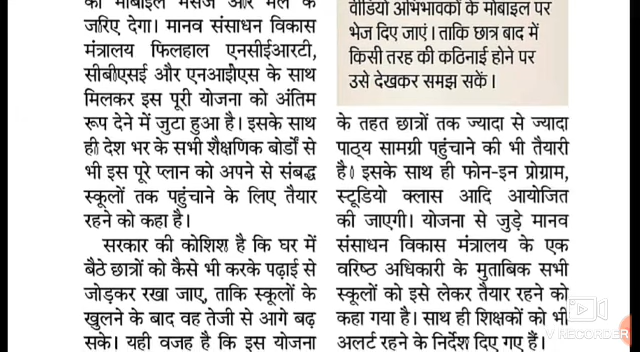 को मोबाइल मैसेज और मेल के
जरिए देगा। मानव संसाधन विकास
मंत्रालय फिलहाल एनसीईआरटी,
सीबीएसई और एनआईओएस के साथ
मिलकर इस पूरी योजना को अंतिम
रूप देने में जुटा हुआ है। इसके साथ
ही देश भर के सभी शैक्षणिक बोर्डों से
भी इस पूरे प्लान को अपने से संबद्ध
स्कूलों तक पहुंचाने के लिए तैयार
रहने को कहा है।
सरकार की कोशिश है कि घर में
बैठे छात्रों को कैसे भी करके पढ़ाई से
जोड़कर रखा जाए, ताकि स्कूलों के
खुलने के बाद वह तेजी से आगे बढ़
सके। यही वजह है कि इस योजना
वीडियो अभिभावकों के मोबाइल पर
भेज दिए जाएं। ताकि छात्र बाद में
किसी तरह की कठिनाई होने पर
उसे देखकर समझ सकें।
के तहत छात्रों तक ज्यादा से ज्यादा
पाठ्य सामग्री पहुंचाने की भी तैयारी
है। इसके साथ ही फोन-इन प्रोग्राम,
स्टूडियो क्लास आदि आयोजित
की जाएगी। योजना से जुड़े मानव
संसाधन विकास मंत्रालय के एक
वरिष्ठ अधिकारी के मुताबिक सभी
स्कूलों को इसे लेकर तैयार रहने को
कहा गया है। साथ ही शिक्षकों को भी
अलर्ट रहने के निर्देश दिए गए हैं।
V RECORDER